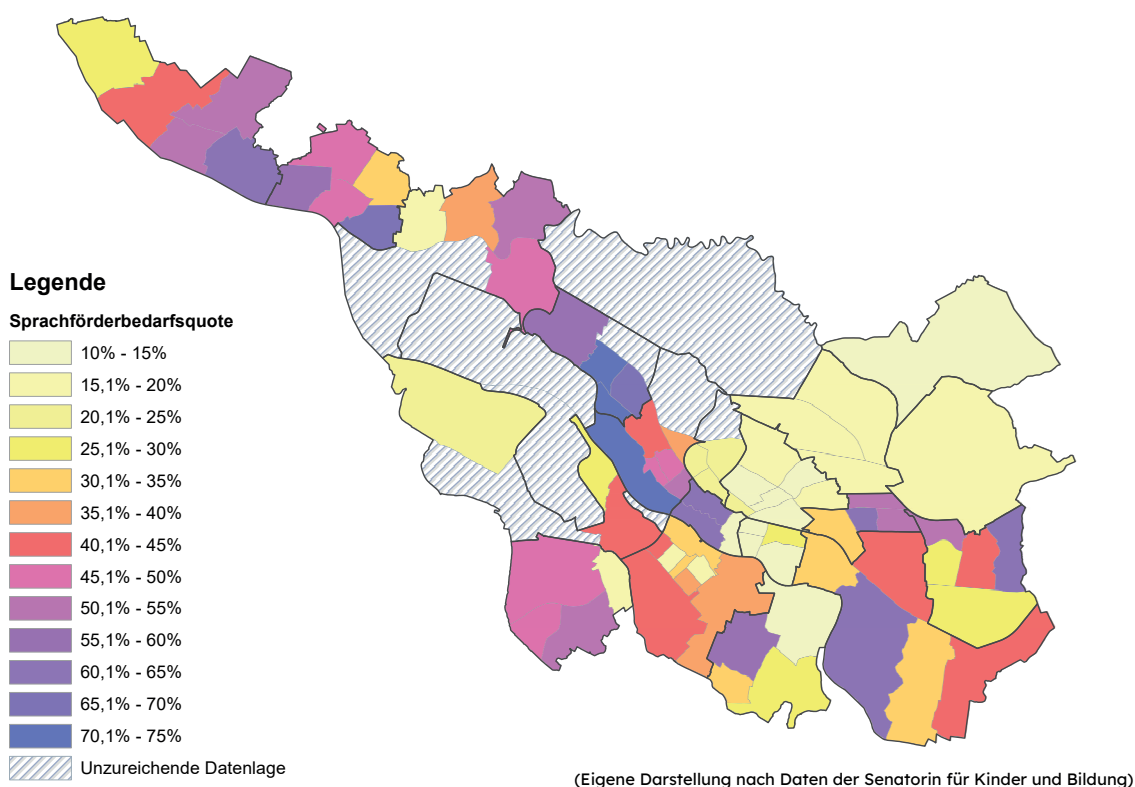 Legende
Sprachförderbedarfsquote
10% - 15%
15,1% - 20%
20,1% - 25%
25,1% - 30%
30,1% - 35%
35,1% - 40%
40,1% - 45%
45,1% - 50%
50,1% - 55%
55,1% - 60%
60,1% - 65%
65,1% - 70%
70,1% - 75%
Unzureichende Datenlage
(Eigene Darstellung nach Daten der Senatorin für Kinder und Bildung)